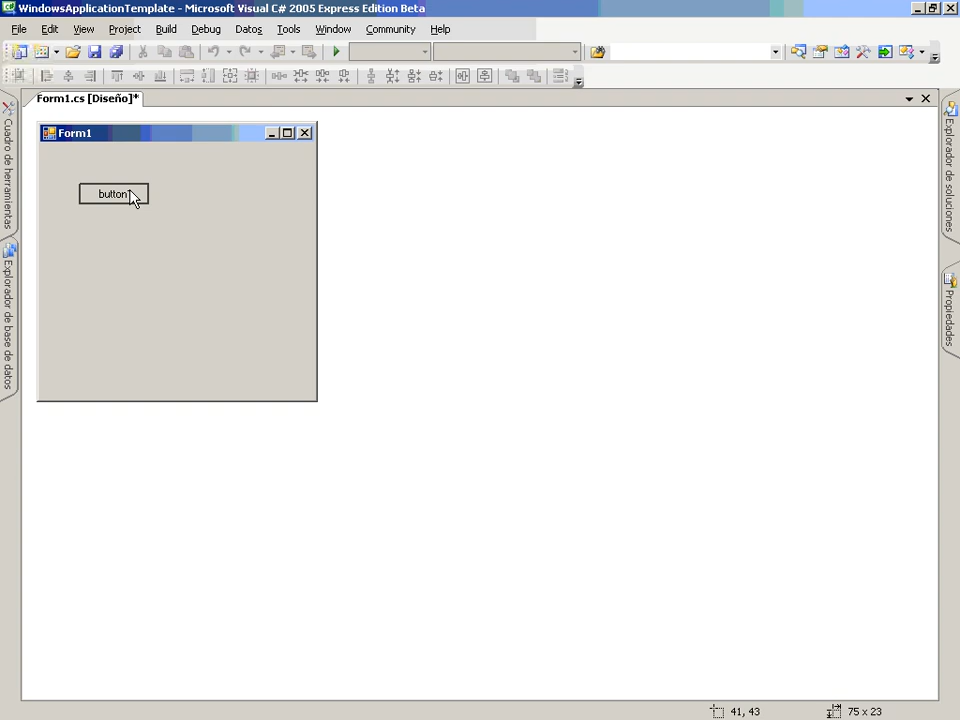 WindowsApplicationTemplate - Microsoft Visual C# 2005 Express Edition Beta
File Edit View Project Build Debug Datos Tools Window Community Help
Form1.cs [Diseño]*
Cuadro de herramientas
Explorador de base de datos
Form1
button1
Explorador de soluciones
Propiedades
41, 43
75 x 23